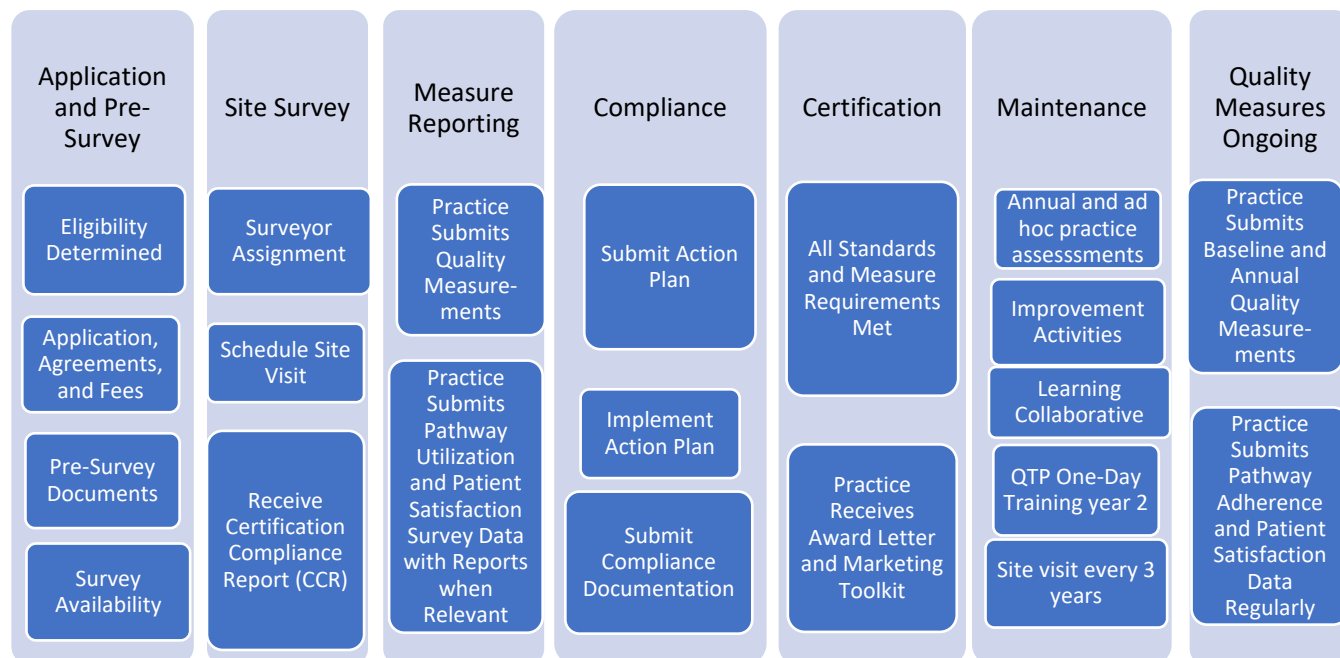 Application
and Pre-
Survey
Eligibility
Determined
Application,
Agreements,
and Fees
Pre-Survey
Documents
Survey
Availability
Site Survey
Surveyor
Assignment
Schedule Site
Visit
Receive
Certification
Compliance
Report (CCR)
Measure
Reporting
Practice
Submits
Quality
Measure-
ments
Practice
Submits
Pathway
Utilization
and Patient
Satisfaction
Survey Data
with Reports
when
Relevant
Compliance
Submit Action
Plan
Implement
Action Plan
Submit
Compliance
Documentation
Certification
All Standards
and Measure
Requirements
Met
Practice
Receives
Award Letter
and Marketing
Toolkit
Maintenance
Annual and ad
hoc practice
assesssments
Improvement
Activities
Learning
Collaborative
QTP One-Day
Training year 2
Site visit every 3
years
Quality
Measures
Ongoing
Practice
Submits
Baseline and
Annual
Quality
Measure-
ments
Practice
Submits
Pathway
Adherence
and Patient
Satisfaction
Data
Regularly